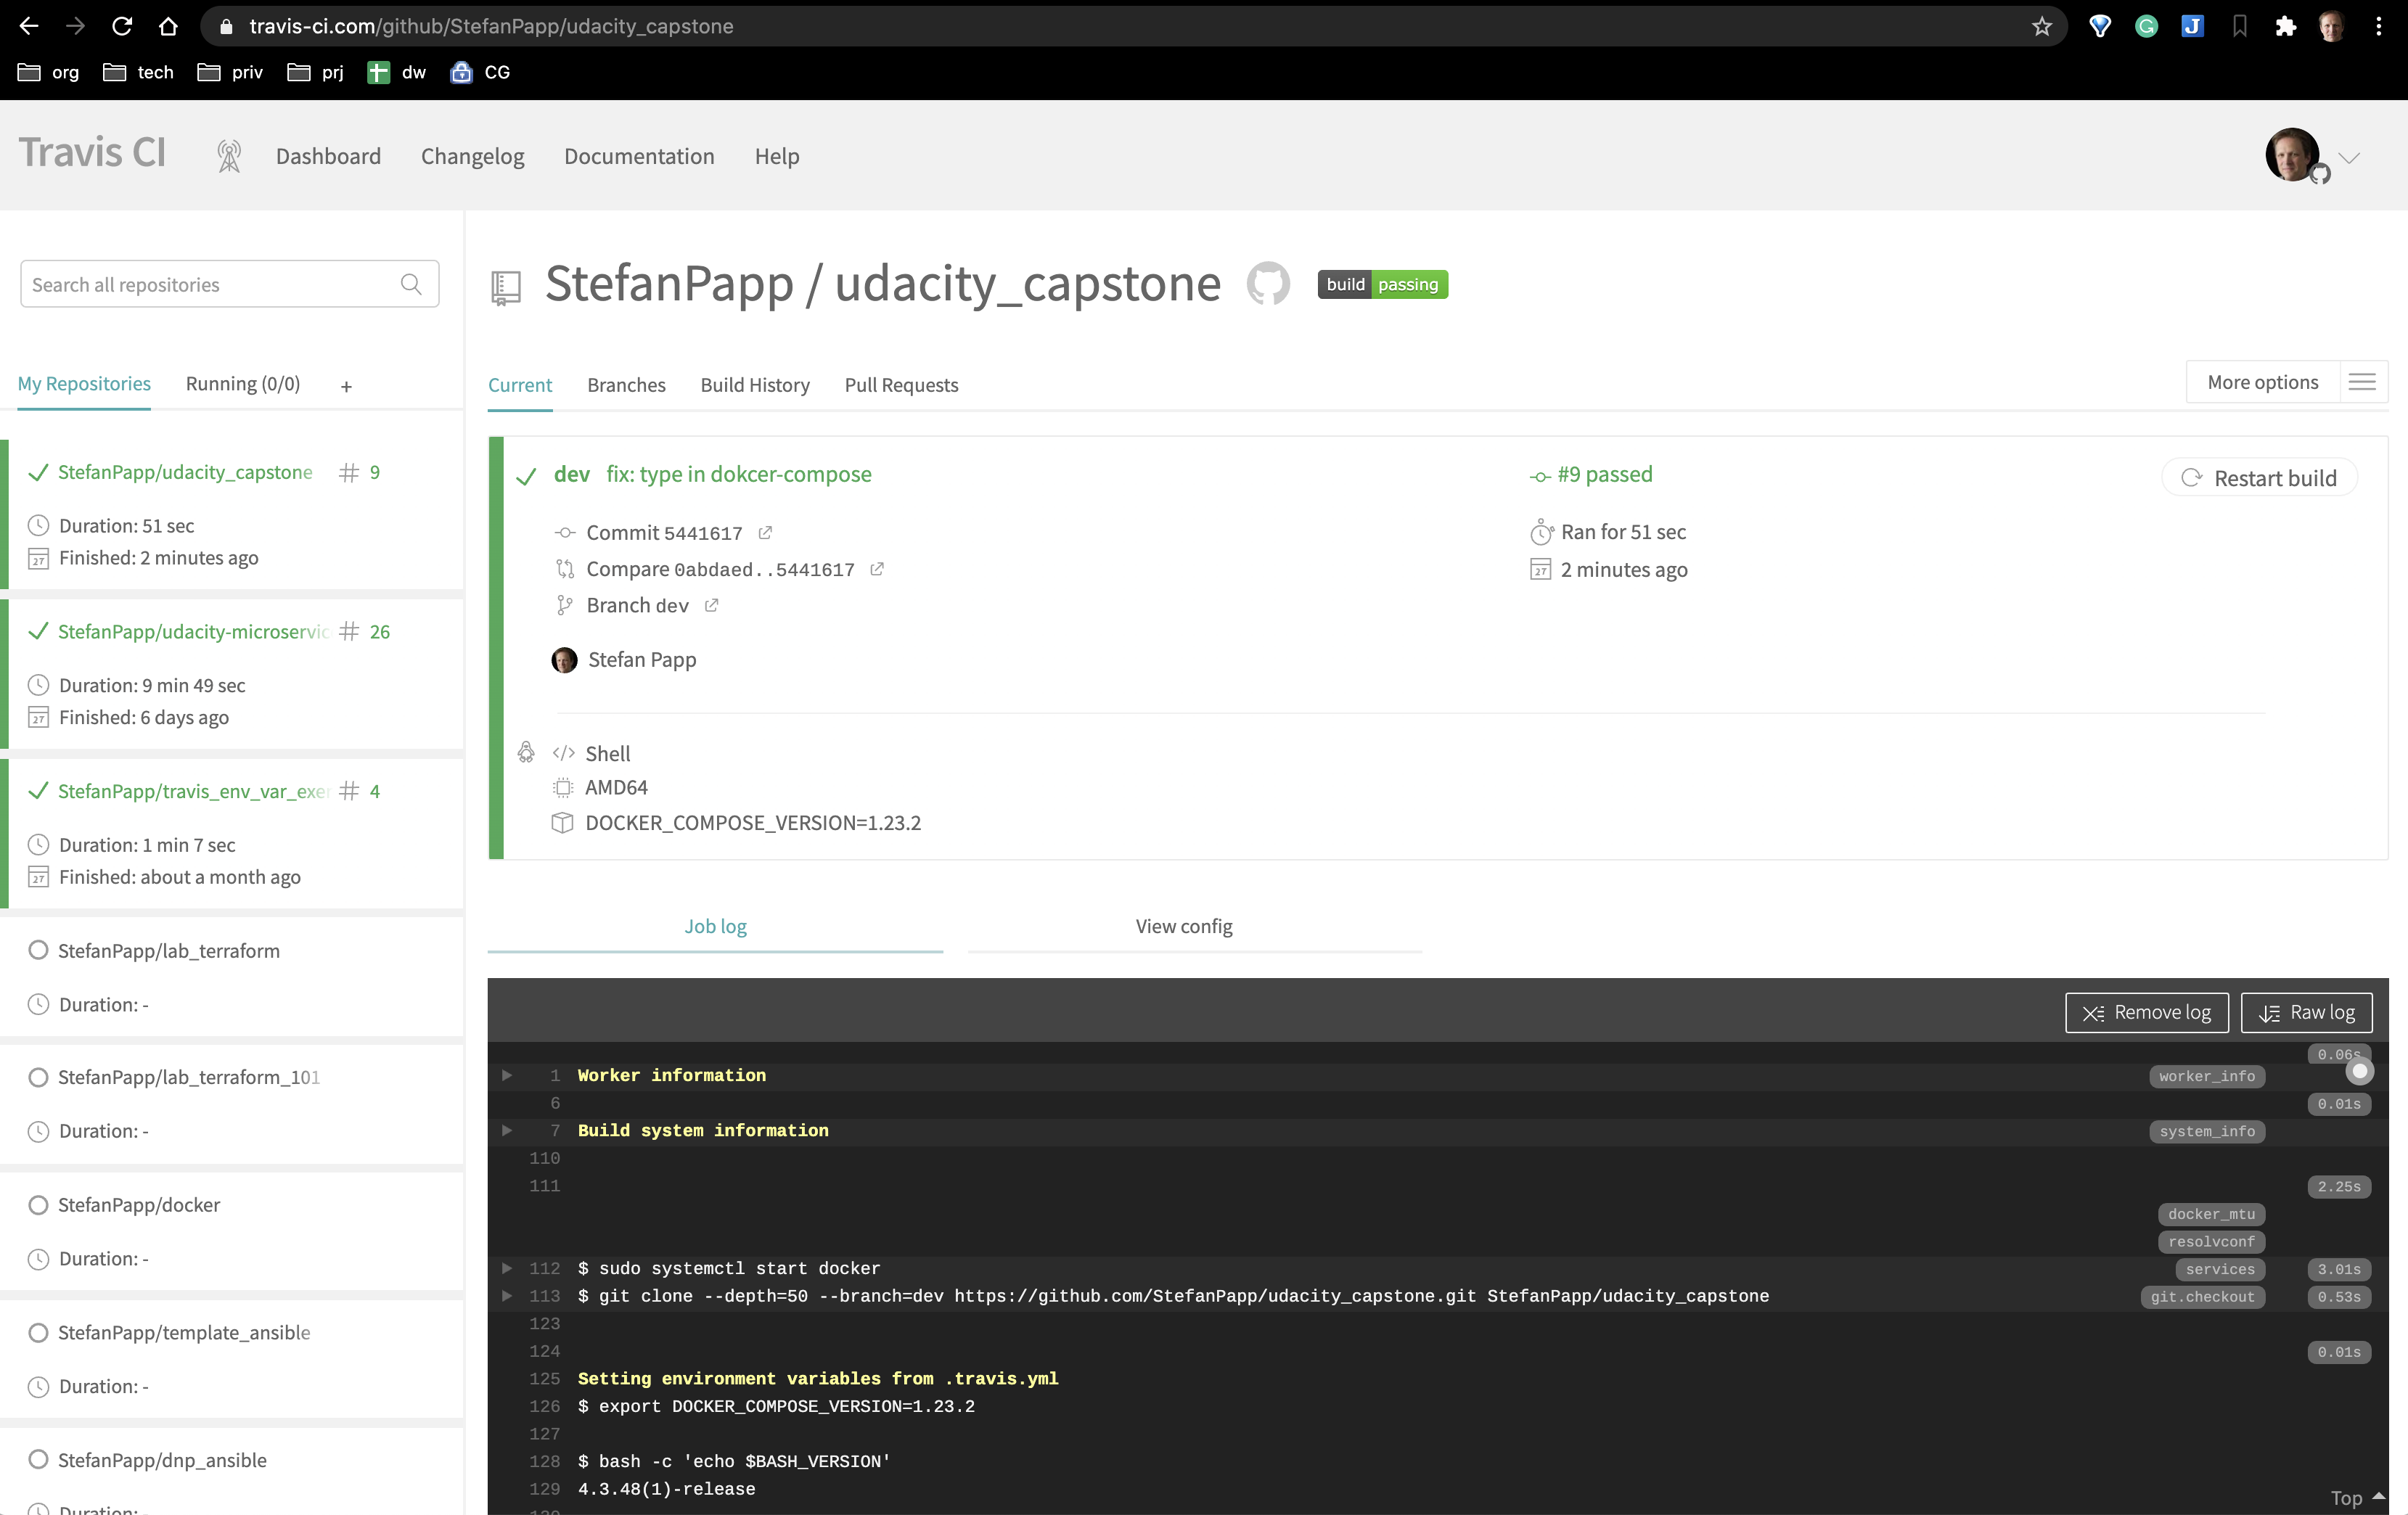 travis-ci.com/github/StefanPapp/udacity_capstone
org tech priv prj dw CG
Travis CI Dashboard Changelog Documentation Help
Search all repositories
My Repositories Running (0/0) +
StefanPapp/udacity_capstone # 9
Duration: 51 sec
Finished: 2 minutes ago
StefanPapp/udacity-microservic # 26
Duration: 9 min 49 sec
Finished: 6 days ago
StefanPapp/travis_env_var_exer # 4
Duration: 1 min 7 sec
Finished: about a month ago
StefanPapp/lab_terraform
Duration: -
StefanPapp/lab_terraform_101
Duration: -
StefanPapp/docker
Duration: -
StefanPapp/template_ansible
Duration: -
StefanPapp/dnp_ansible
Duration: -
StefanPapp / udacity_capstone build passing
Current Branches Build History Pull Requests More options
dev fix: type in dokcer-compose #9 passed Restart build
Commit 5441617 Ran for 51 sec
Compare 0abdaed..5441617 2 minutes ago
Branch dev
Stefan Papp
Shell
AMD64
DOCKER_COMPOSE_VERSION=1.23.2
Job log View config
Remove log Raw log
0.06s
1 Worker information worker_info
6 0.01s
7 Build system information system_info
110
111 2.25s
docker_mtu
resolvconf
112 $ sudo systemctl start docker services 3.01s
113 $ git clone --depth=50 --branch=dev https://github.com/StefanPapp/udacity_capstone.git StefanPapp/udacity_capstone git.checkout 0.53s
123
124 0.01s
125 Setting environment variables from .travis.yml
126 $ export DOCKER_COMPOSE_VERSION=1.23.2
127
128 $ bash -c 'echo $BASH_VERSION'
129 4.3.48(1)-release
Top